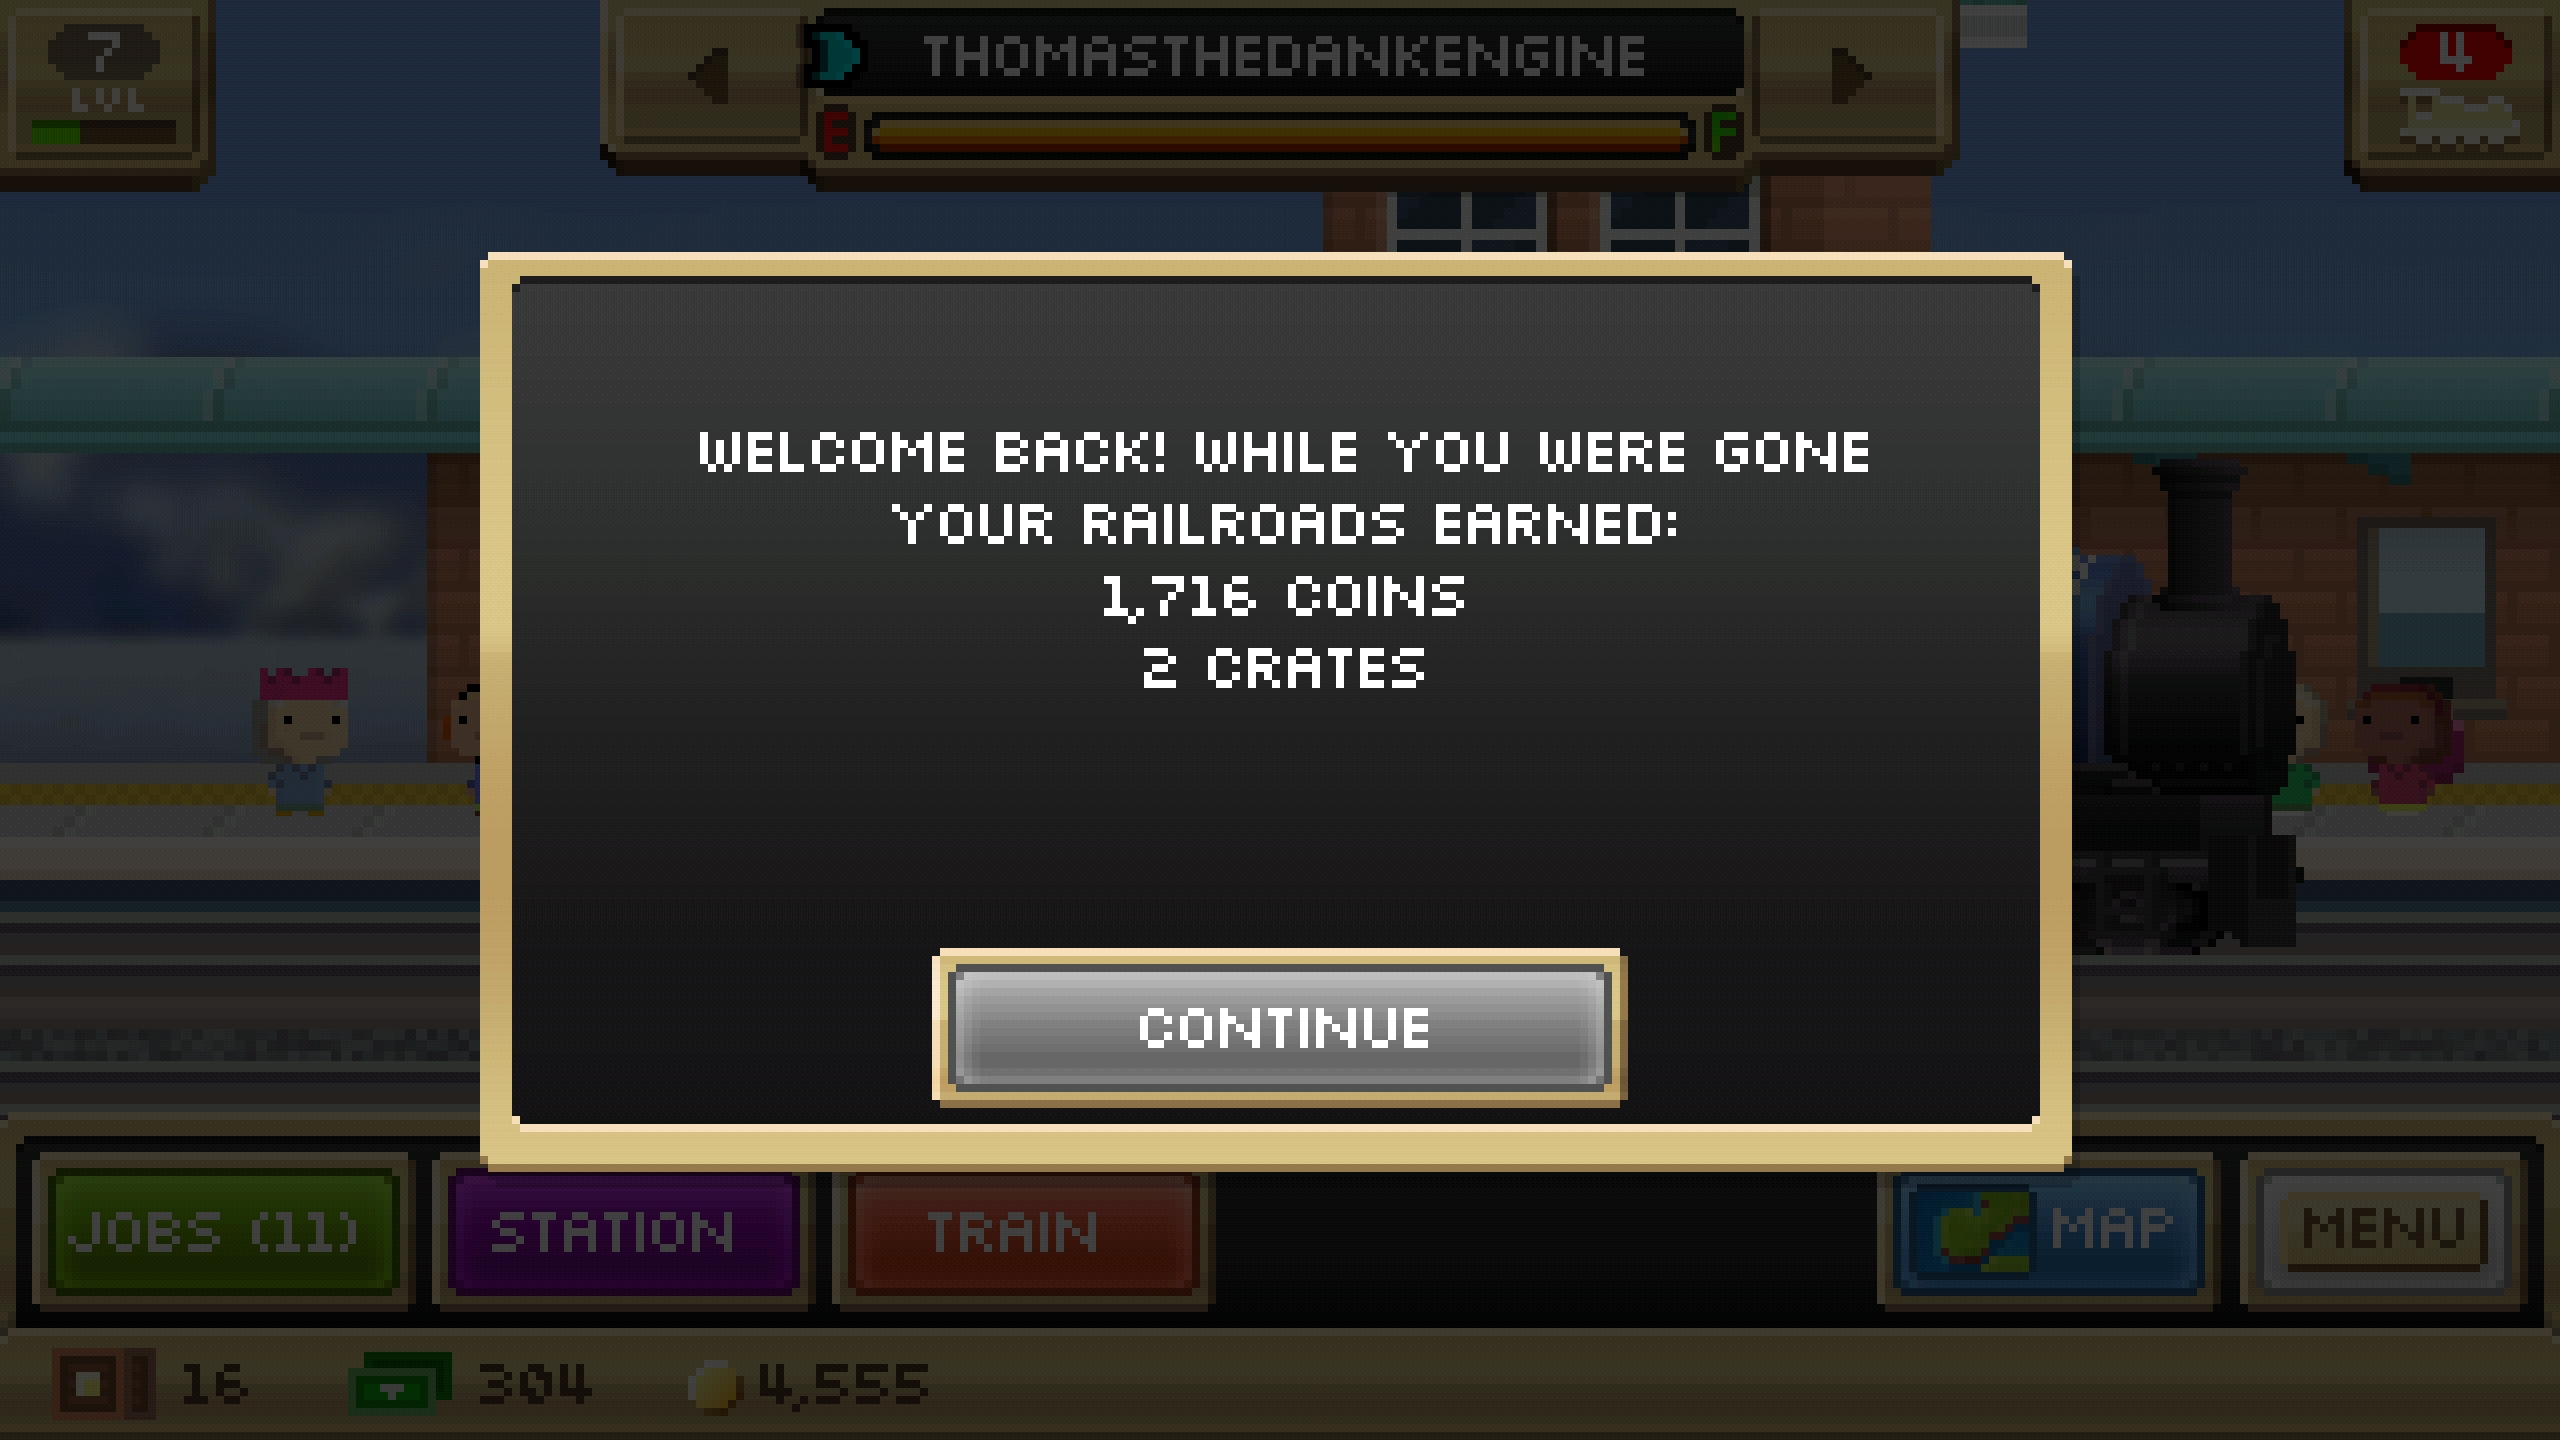 7
LVL
THOMASTHEDANKENGINE
E F
4
WELCOME BACK! WHILE YOU WERE GONE
YOUR RAILROADS EARNED:
1,716 COINS
2 CRATES
CONTINUE
JOBS (11)
STATION
TRAIN
MAP
MENU
16
304
4,555